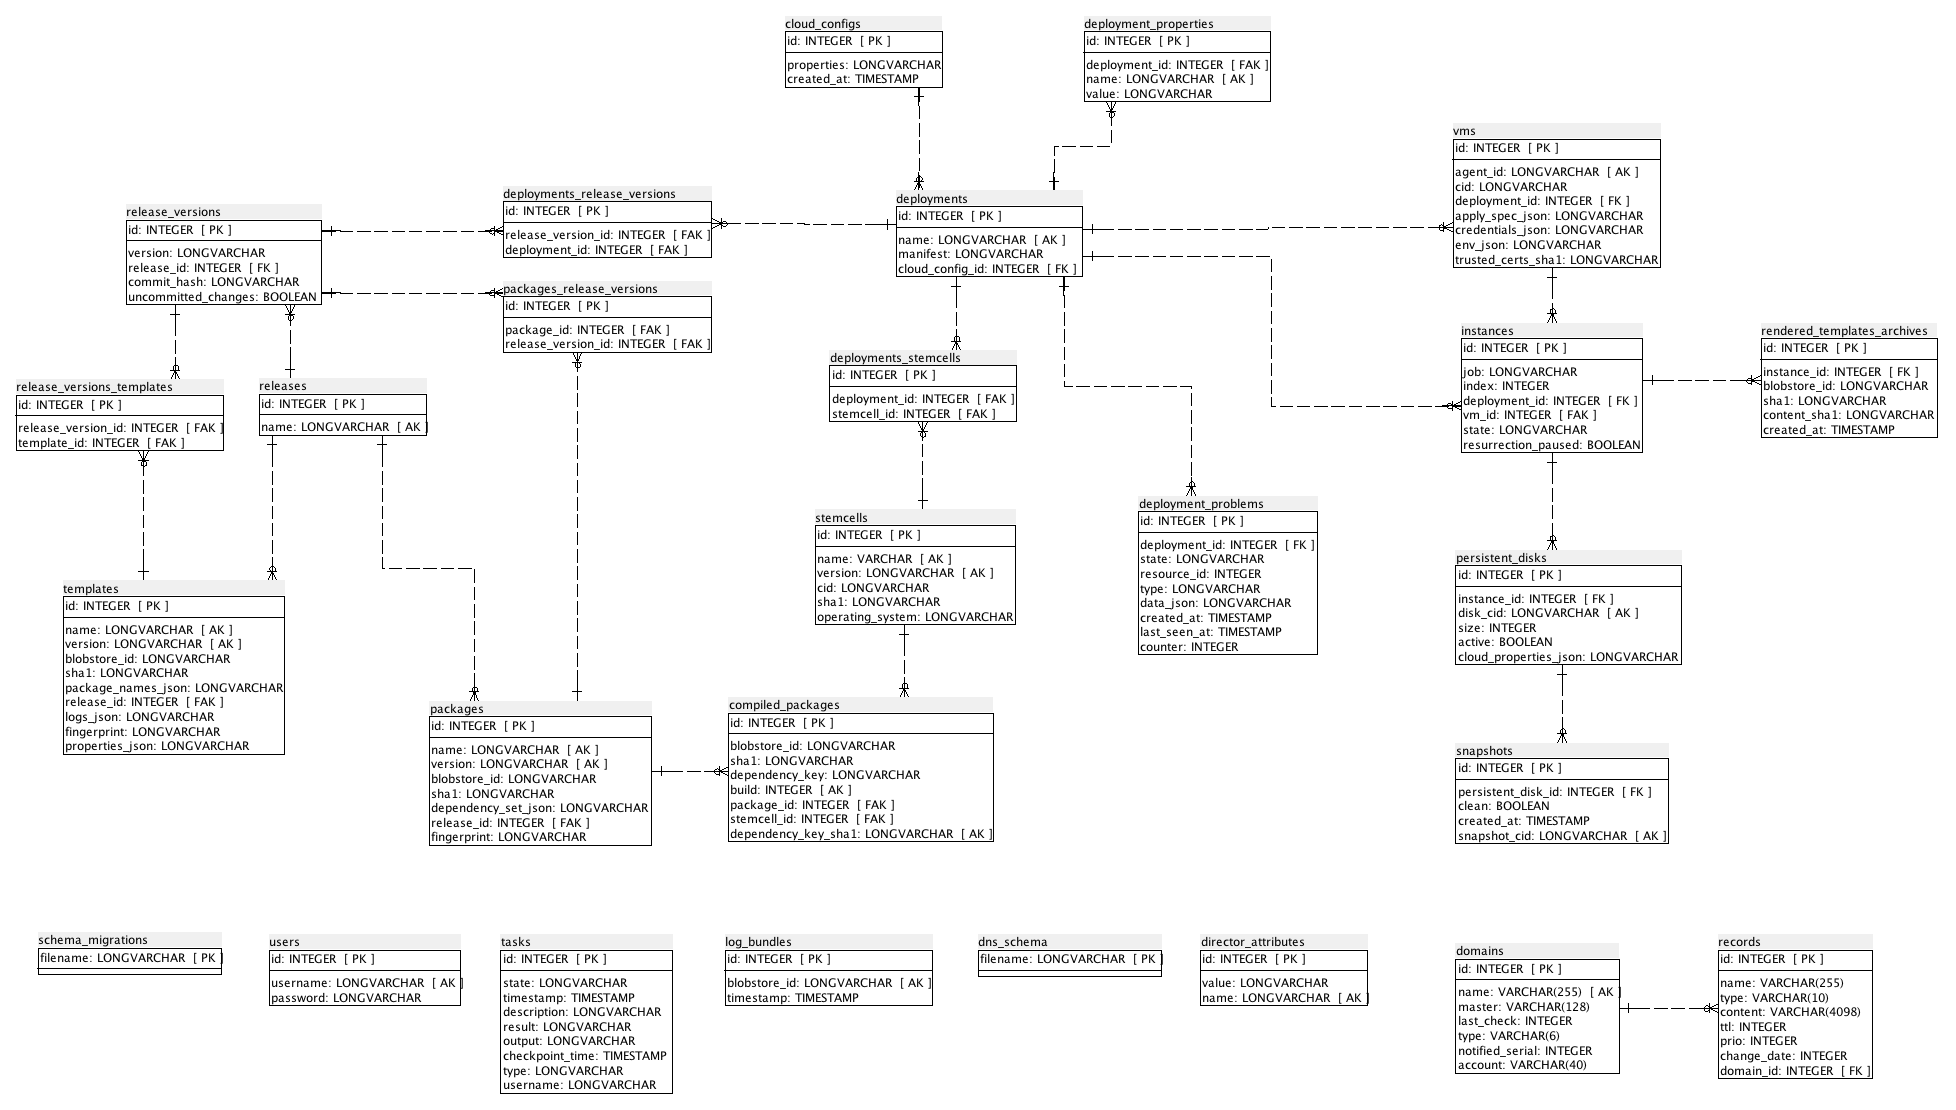 cloud_configs
id: INTEGER [ PK ]
properties: LONGVARCHAR
created_at: TIMESTAMP
deployment_properties
id: INTEGER [ PK ]
deployment_id: INTEGER [ FAK ]
name: LONGVARCHAR [ AK ]
value: LONGVARCHAR
vms
id: INTEGER [ PK ]
agent_id: LONGVARCHAR [ AK ]
cid: LONGVARCHAR
deployment_id: INTEGER [ FK ]
apply_spec_json: LONGVARCHAR
credentials_json: LONGVARCHAR
env_json: LONGVARCHAR
trusted_certs_sha1: LONGVARCHAR
release_versions
id: INTEGER [ PK ]
version: LONGVARCHAR
release_id: INTEGER [ FK ]
commit_hash: LONGVARCHAR
uncommitted_changes: BOOLEAN
deployments_release_versions
id: INTEGER [ PK ]
release_version_id: INTEGER [ FAK ]
deployment_id: INTEGER [ FAK ]
deployments
id: INTEGER [ PK ]
name: LONGVARCHAR [ AK ]
manifest: LONGVARCHAR
cloud_config_id: INTEGER [ FK ]
packages_release_versions
id: INTEGER [ PK ]
package_id: INTEGER [ FAK ]
release_version_id: INTEGER [ FAK ]
instances
id: INTEGER [ PK ]
job: LONGVARCHAR
index: INTEGER
deployment_id: INTEGER [ FK ]
vm_id: INTEGER [ FAK ]
state: LONGVARCHAR
resurrection_paused: BOOLEAN
rendered_templates_archives
id: INTEGER [ PK ]
instance_id: INTEGER [ FK ]
blobstore_id: LONGVARCHAR
sha1: LONGVARCHAR
content_sha1: LONGVARCHAR
created_at: TIMESTAMP
release_versions_templates
id: INTEGER [ PK ]
release_version_id: INTEGER [ FAK ]
template_id: INTEGER [ FAK ]
releases
id: INTEGER [ PK ]
name: LONGVARCHAR [ AK ]
deployments_stemcells
id: INTEGER [ PK ]
deployment_id: INTEGER [ FAK ]
stemcell_id: INTEGER [ FAK ]
stemcells
id: INTEGER [ PK ]
name: VARCHAR [ AK ]
version: LONGVARCHAR [ AK ]
cid: LONGVARCHAR
sha1: LONGVARCHAR
operating_system: LONGVARCHAR
deployment_problems
id: INTEGER [ PK ]
deployment_id: INTEGER [ FK ]
state: LONGVARCHAR
resource_id: INTEGER
type: LONGVARCHAR
data_json: LONGVARCHAR
created_at: TIMESTAMP
last_seen_at: TIMESTAMP
counter: INTEGER
persistent_disks
id: INTEGER [ PK ]
instance_id: INTEGER [ FK ]
disk_cid: LONGVARCHAR [ AK ]
size: INTEGER
active: BOOLEAN
cloud_properties_json: LONGVARCHAR
templates
id: INTEGER [ PK ]
name: LONGVARCHAR [ AK ]
version: LONGVARCHAR [ AK ]
blobstore_id: LONGVARCHAR
sha1: LONGVARCHAR
package_names_json: LONGVARCHAR
release_id: INTEGER [ FAK ]
logs_json: LONGVARCHAR
fingerprint: LONGVARCHAR
properties_json: LONGVARCHAR
packages
id: INTEGER [ PK ]
name: LONGVARCHAR [ AK ]
version: LONGVARCHAR [ AK ]
blobstore_id: LONGVARCHAR
sha1: LONGVARCHAR
dependency_set_json: LONGVARCHAR
release_id: INTEGER [ FAK ]
fingerprint: LONGVARCHAR
compiled_packages
id: INTEGER [ PK ]
blobstore_id: LONGVARCHAR
sha1: LONGVARCHAR
dependency_key: LONGVARCHAR
build: INTEGER [ AK ]
package_id: INTEGER [ FAK ]
stemcell_id: INTEGER [ FAK ]
dependency_key_sha1: LONGVARCHAR [ AK ]
snapshots
id: INTEGER [ PK ]
persistent_disk_id: INTEGER [ FK ]
clean: BOOLEAN
created_at: TIMESTAMP
snapshot_cid: LONGVARCHAR [ AK ]
schema_migrations
filename: LONGVARCHAR [ PK ]
users
id: INTEGER [ PK ]
username: LONGVARCHAR [ AK ]
password: LONGVARCHAR
tasks
id: INTEGER [ PK ]
state: LONGVARCHAR
timestamp: TIMESTAMP
description: LONGVARCHAR
result: LONGVARCHAR
output: LONGVARCHAR
checkpoint_time: TIMESTAMP
type: LONGVARCHAR
username: LONGVARCHAR
log_bundles
id: INTEGER [ PK ]
blobstore_id: LONGVARCHAR [ AK ]
timestamp: TIMESTAMP
dns_schema
filename: LONGVARCHAR [ PK ]
director_attributes
id: INTEGER [ PK ]
value: LONGVARCHAR
name: LONGVARCHAR [ AK ]
domains
id: INTEGER [ PK ]
name: VARCHAR(255) [ AK ]
master: VARCHAR(128)
last_check: INTEGER
type: VARCHAR(6)
notified_serial: INTEGER
account: VARCHAR(40)
records
id: INTEGER [ PK ]
name: VARCHAR(255)
type: VARCHAR(10)
content: VARCHAR(4098)
ttl: INTEGER
prio: INTEGER
change_date: INTEGER
domain_id: INTEGER [ FK ]